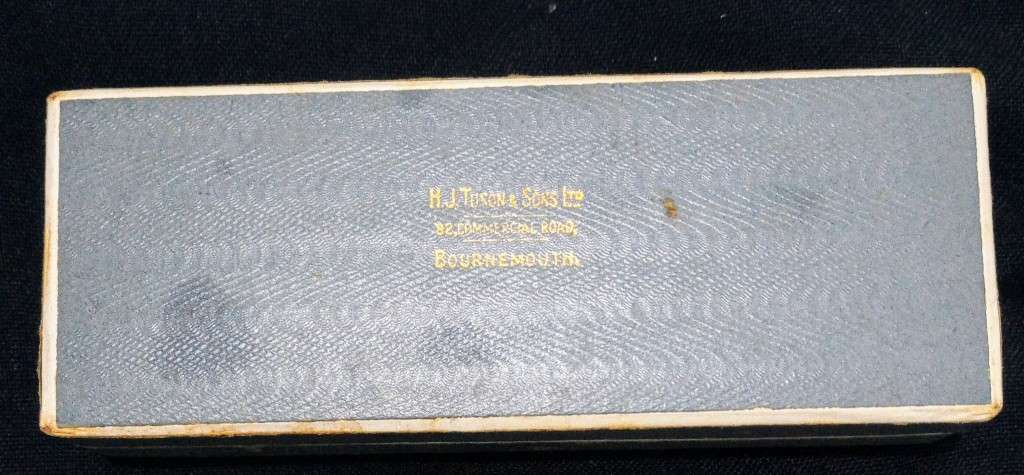 H.J. TUSON & SONS LTD
82, COMMERCIAL ROAD,
BOURNEMOUTH.